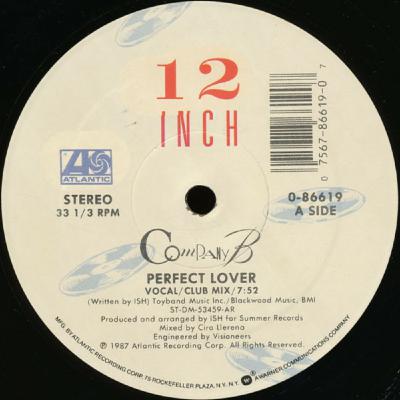 12
INCH
0 7567-86619-0 7
ATLANTIC
STEREO
33 1/3 RPM
0-86619
A SIDE
Company B
PERFECT LOVER
VOCAL/CLUB MIX/7:52
(Written by ISH) Toyband Music Inc./Blackwood Music, BMI
ST-DM-53459-AR
Produced and arranged by ISH for Summer Records
Mixed by Ciro Llerena
Engineered by Visioneers
℗ 1987 Atlantic Recording Corp. All Rights Reserved.
MFG. BY ATLANTIC RECORDING CORP., 75 ROCKEFELLER PLAZA, N.Y., N.Y. A WARNER COMMUNICATIONS COMPANY